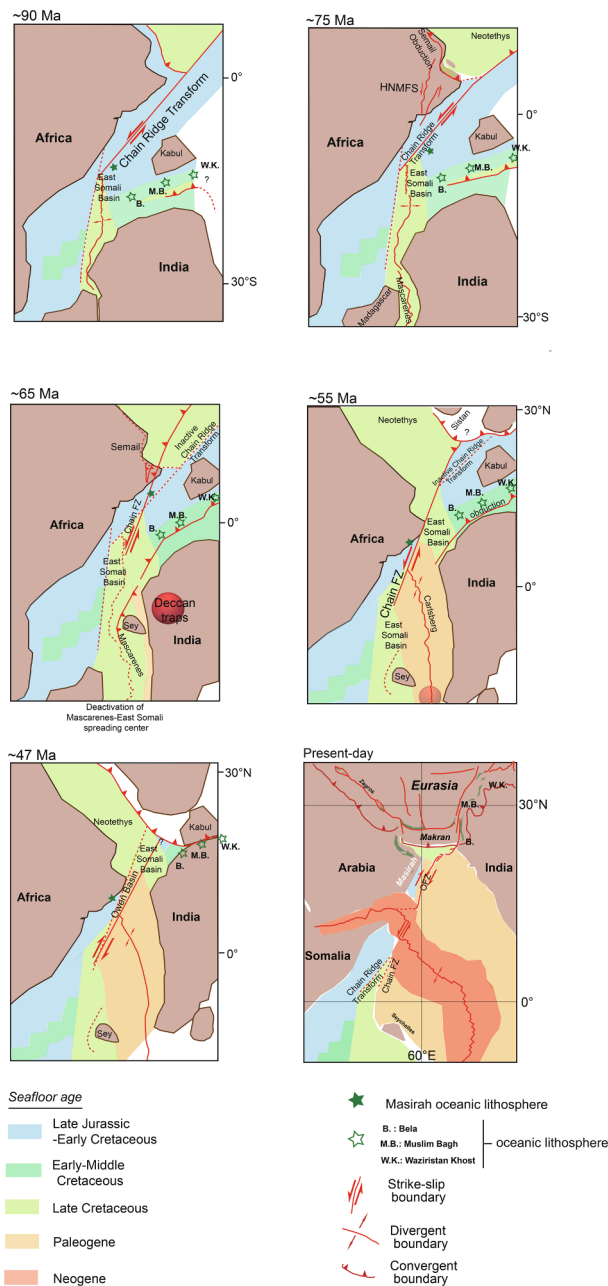 ~90 Ma
0°
Chain Ridge Transform
Africa
Kabul
W.K.
East
Somali
Basin
M.B.
?
B.
India
30°S
~75 Ma
Semail
Obduction
Neotethys
HNMFS
0°
Africa
Chain Ridge
Transform
Kabul
W.K.
East
Somali
Basin
M.B.
B.
India
Mascarenes
Madagascar
30°S
~65 Ma
Semail
Inactive
Chain Ridge
Transform
Kabul
W.K.
Africa
Chain FZ
M.B.
B.
0°
East
Somali
Basin
Deccan
traps
Sey
Mascarenes
India
Deactivation of
Mascarenes-East Somali
spreading center
~55 Ma
30°N
Sistan
?
Neotethys
Inactive Chain Ridge
Transform
Kabul
W.K.
M.B.
B.
obduction
East
Somali
Basin
Africa
India
0°
Chain FZ
Carlsberg
East
Somali
Basin
Sey
~47 Ma
30°N
Neotethys
Kabul
W.K.
East
Somali
Basin
M.B.
B.
Africa
Owen Basin
India
0°
Sey
Present-day
Zagros
Eurasia
W.K.
M.B.
30°N
Makran
B.
Arabia
Masirah
OFZ
India
Somalia
Chain Ridge
Transform
Chain FZ
0°
Seychelles
60°E
Seafloor age
Late Jurassic
-Early Cretaceous
Early-Middle
Cretaceous
Late Cretaceous
Paleogene
Neogene
Masirah oceanic lithosphere
B. : Bela
M.B.: Muslim Bagh
W.K.: Waziristan Khost
oceanic lithosphere
Strike-slip
boundary
Divergent
boundary
Convergent
boundary